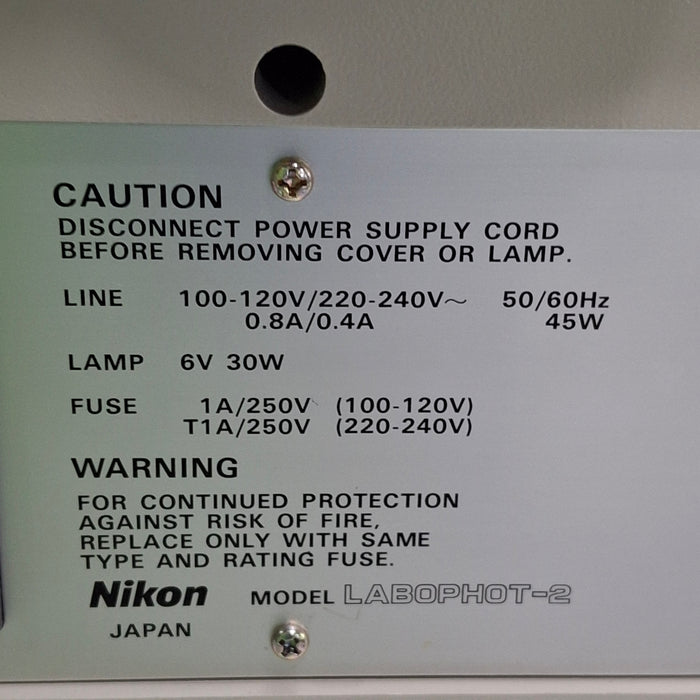 CAUTION
DISCONNECT POWER SUPPLY CORD
BEFORE REMOVING COVER OR LAMP.
LINE 100-120V/220-240V~ 50/60Hz
0.8A/0.4A 45W
LAMP 6V 30W
FUSE 1A/250V (100-120V)
T1A/250V (220-240V)
WARNING
FOR CONTINUED PROTECTION
AGAINST RISK OF FIRE,
REPLACE ONLY WITH SAME
TYPE AND RATING FUSE.
Nikon MODEL LABOPHOT-2
JAPAN